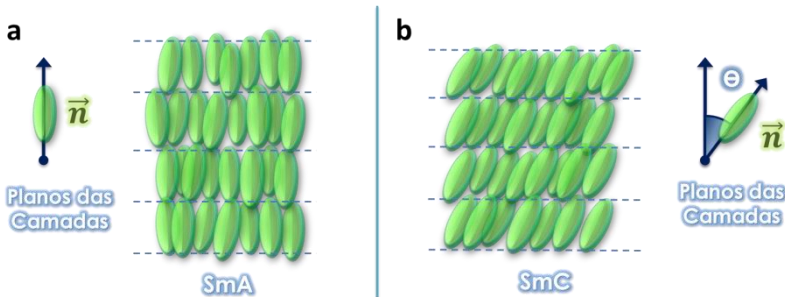 a
n
Planos das
Camadas
SmA
b
Θ
n
Planos das
Camadas
SmC